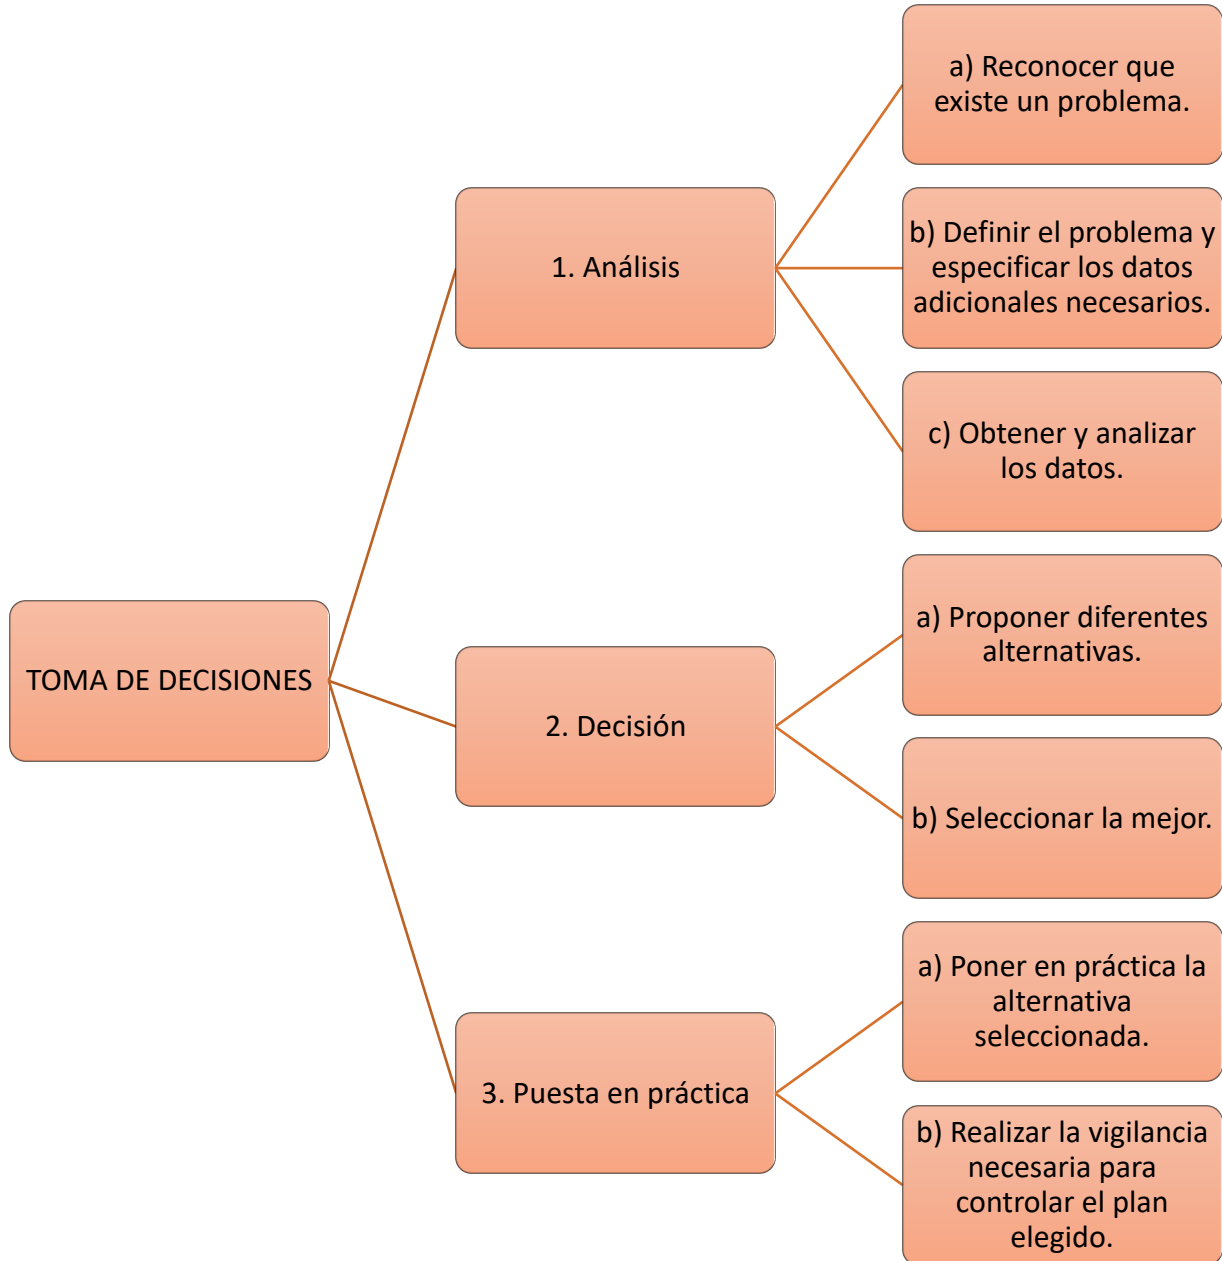 TOMA DE DECISIONES
1. Análisis
a) Reconocer que
existe un problema.
b) Definir el problema y
especificar los datos
adicionales necesarios.
c) Obtener y analizar
los datos.
2. Decisión
a) Proponer diferentes
alternativas.
b) Seleccionar la mejor.
3. Puesta en práctica
a) Poner en práctica la
alternativa
seleccionada.
b) Realizar la vigilancia
necesaria para
controlar el plan
elegido.